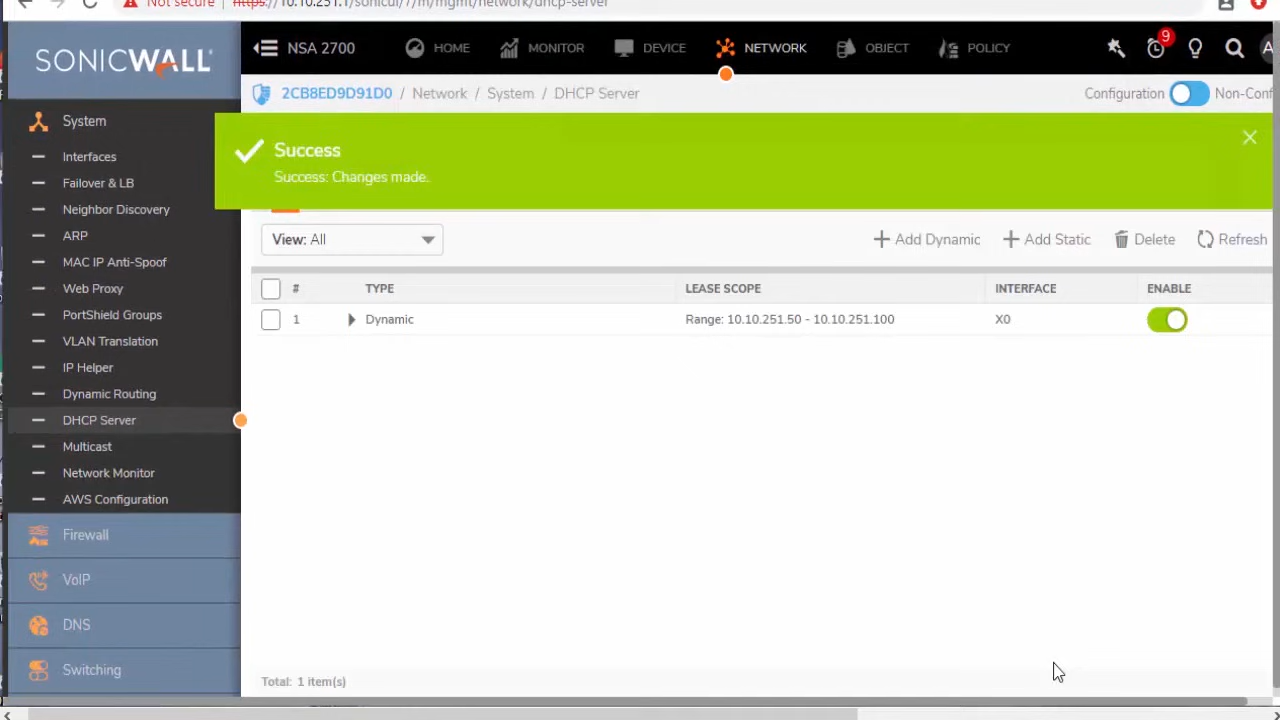 Not secure https://10.10.251.1/sonicui/7/m/mgmt/network/dhcp-server
SONICWALL
NSA 2700
HOME
MONITOR
DEVICE
NETWORK
OBJECT
POLICY
9
A
2CB8ED9D91D0 / Network / System / DHCP Server
Configuration
Non-Conf
Success
Success: Changes made.
System
Interfaces
Failover & LB
Neighbor Discovery
ARP
MAC IP Anti-Spoof
Web Proxy
PortShield Groups
VLAN Translation
IP Helper
Dynamic Routing
DHCP Server
Multicast
Network Monitor
AWS Configuration
Firewall
VoIP
DNS
Switching
View: All
Add Dynamic
Add Static
Delete
Refresh
# TYPE LEASE SCOPE INTERFACE ENABLE
1 Dynamic Range: 10.10.251.50 - 10.10.251.100 X0
Total: 1 item(s)